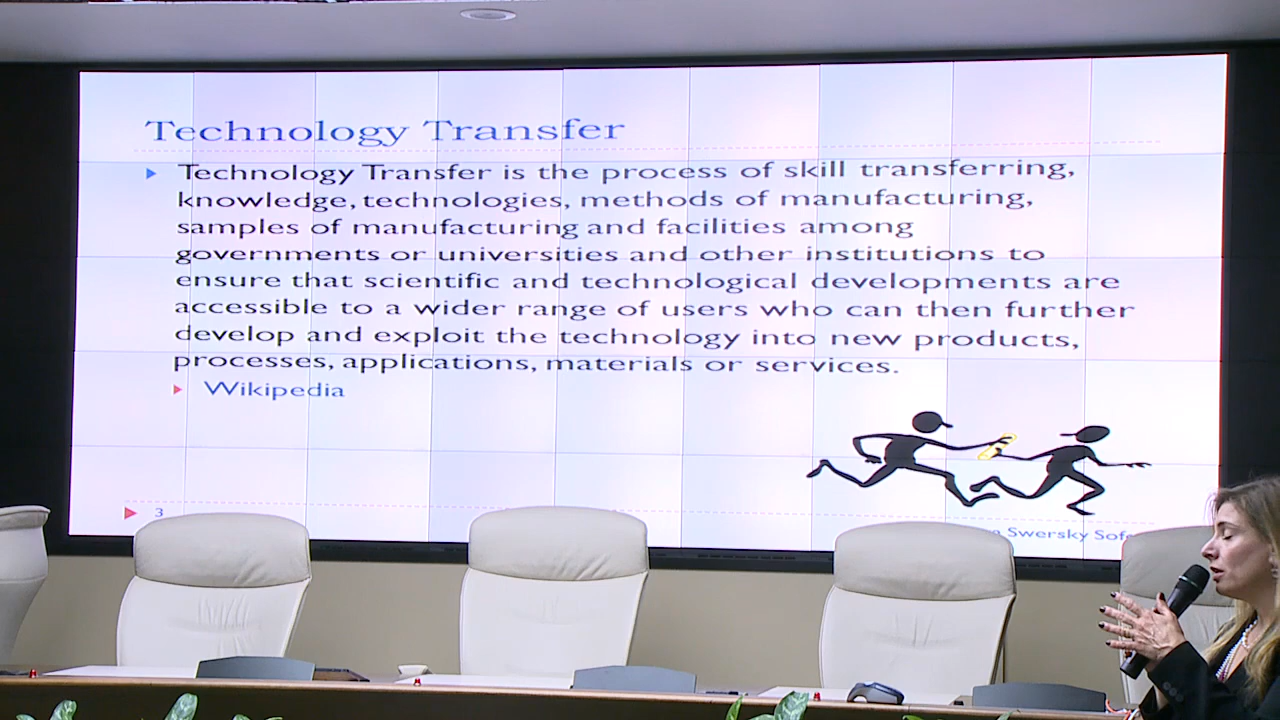 Technology Transfer
Technology Transfer is the process of skill transferring,
knowledge, technologies, methods of manufacturing,
samples of manufacturing and facilities among
governments or universities and other institutions to
ensure that scientific and technological developments are
accessible to a wider range of users who can then further
develop and exploit the technology into new products,
processes, applications, materials or services.
Wikipedia
3
Swersky